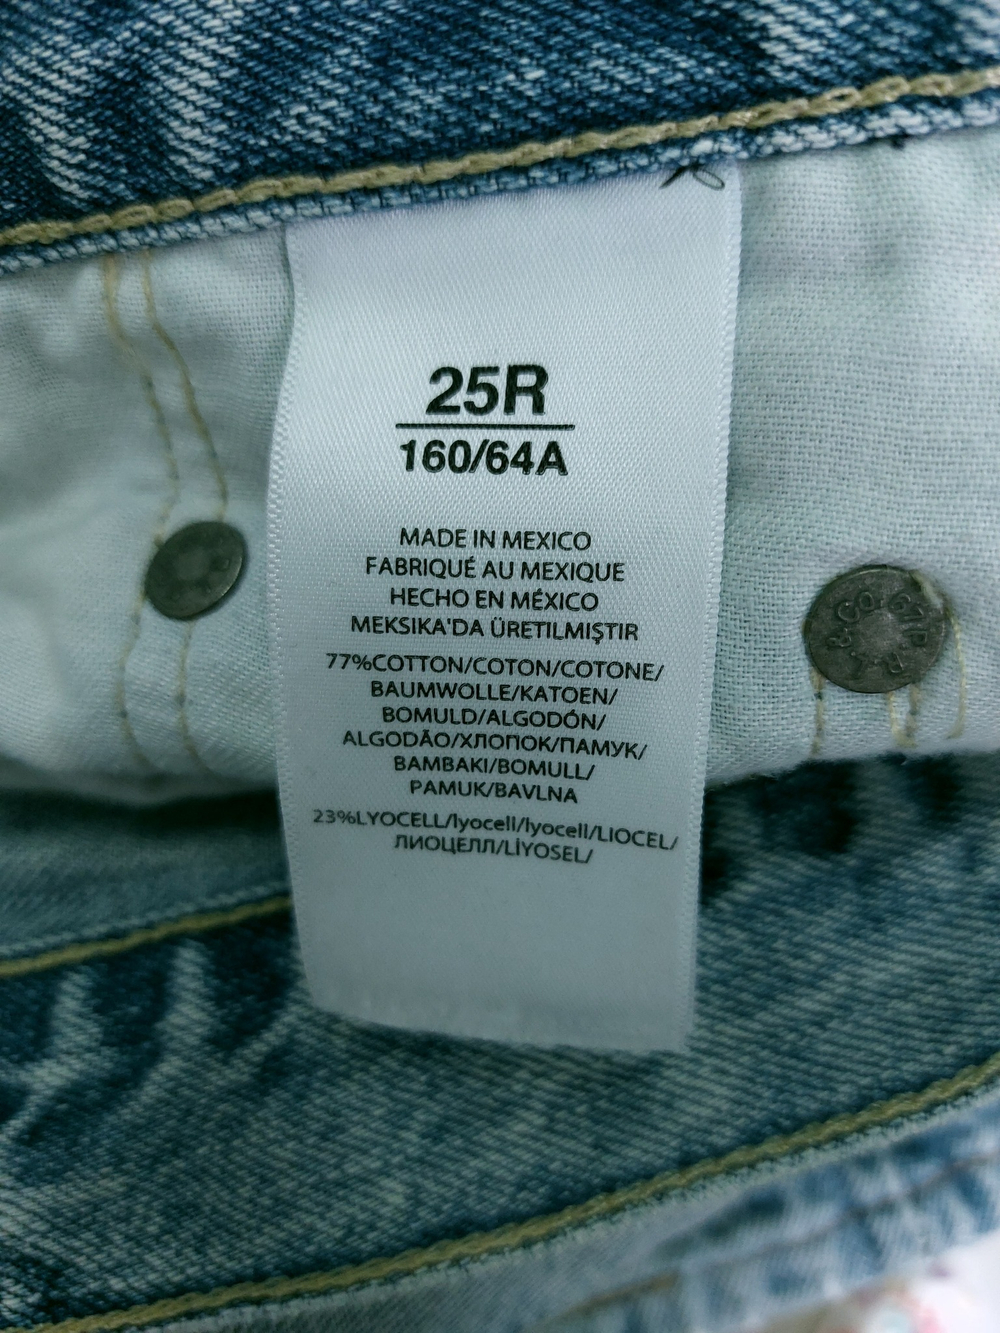 25R
160/64A
MADE IN MEXICO
FABRIQUÉ AU MEXIQUE
HECHO EN MÉXICO
MEKSIKA'DA ÜRETILMIŞTIR
77%COTTON/COTON/COTONE/
BAUMWOLLE/KATOEN/
BOMULD/ALGODÓN/
ALGODÃO/ХЛОПОК/ПАМУК/
BAMBAKI/BOMULL/
PAMUK/BAVLNA
23%LYOCELL/lyocell/lyocell/LIOCEL/
ЛИОЦЕЛЛ/LİYOSEL/